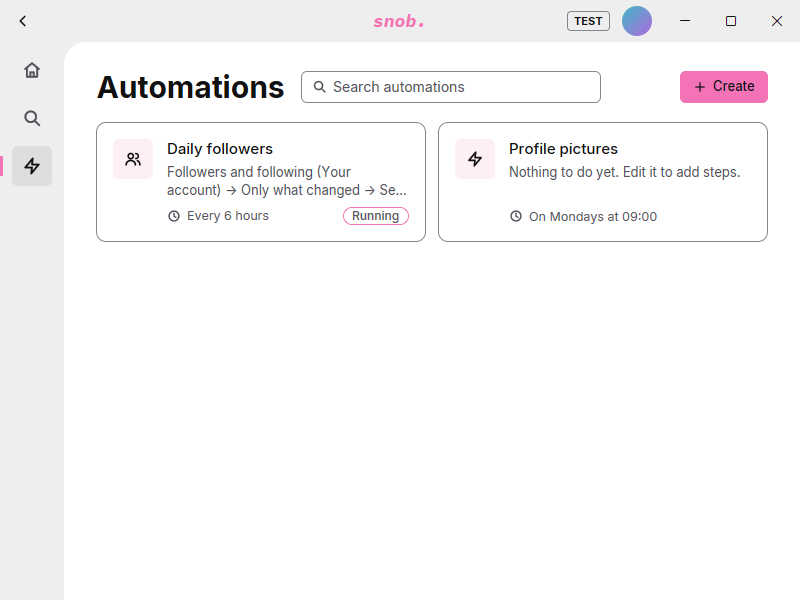 snob.
TEST
Automations
Search automations
Create
Daily followers
Followers and following (Your
account) → Only what changed → Se...
Every 6 hours
Running
Profile pictures
Nothing to do yet. Edit it to add steps.
On Mondays at 09:00